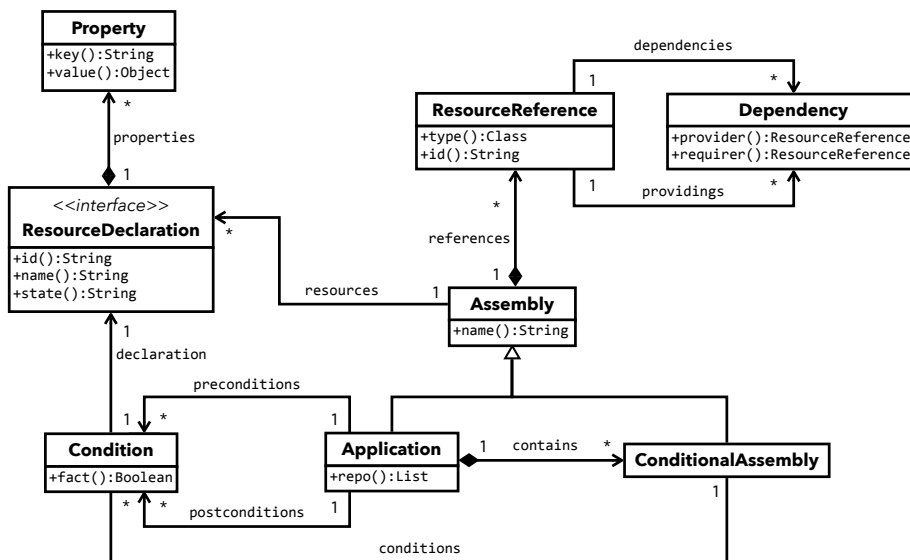 Property
+key():String
+value():Object
*
properties
1
<<interface>>
ResourceDeclaration
+id():String
+name():String
+state():String
*
resources
1
1
declaration
1
dependencies
1
*
ResourceReference
+type():Class
+id():String
Dependency
+provider():ResourceReference
+requirer():ResourceReference
1
providings
*
*
references
1
Assembly
+name():String
preconditions
*
1
Condition
+fact():Boolean
*
*
postconditions
1
Application
+repo():List
1
contains
*
ConditionalAssembly
1
conditions